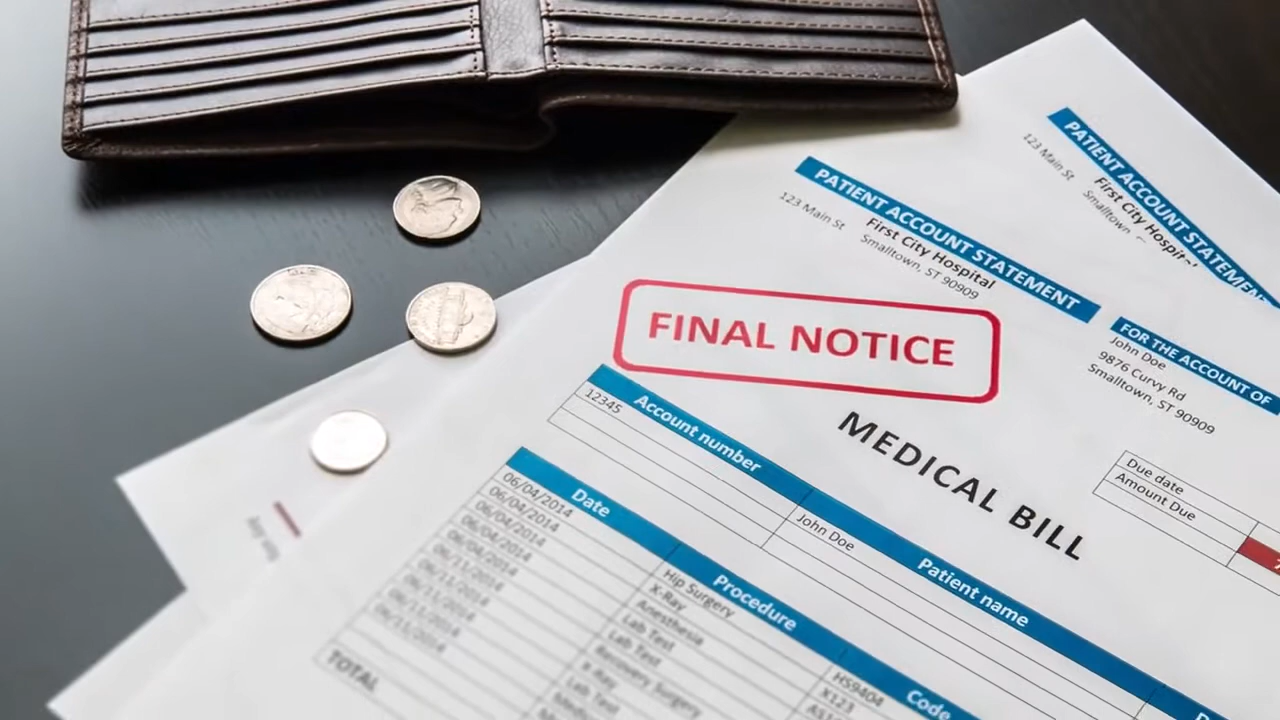 PATIENT ACCOUNT STATEMENT
123 Main St
First City Hospital
Smalltown,
PATIENT ACCOUNT STATEMENT
123 Main St
First City Hospital
Smalltown, ST 90909
FOR THE ACCOUNT OF
John Doe
9876 Curvy Rd
Smalltown, ST 90909
FINAL NOTICE
MEDICAL BILL
Due date
Amount Due
Account number
Patient name
12345
John Doe
Date
Procedure
Code
06/04/2014
Hip Surgery
HS9404
06/04/2014
X-Ray
X123
06/04/2014
Anesthesia
06/04/2014
Lab Test
06/11/2014
Lab Test
06/11/2014
Recovery Surgery
06/11/2014
X-Ray
06/11/2014
Lab Test
TOTAL